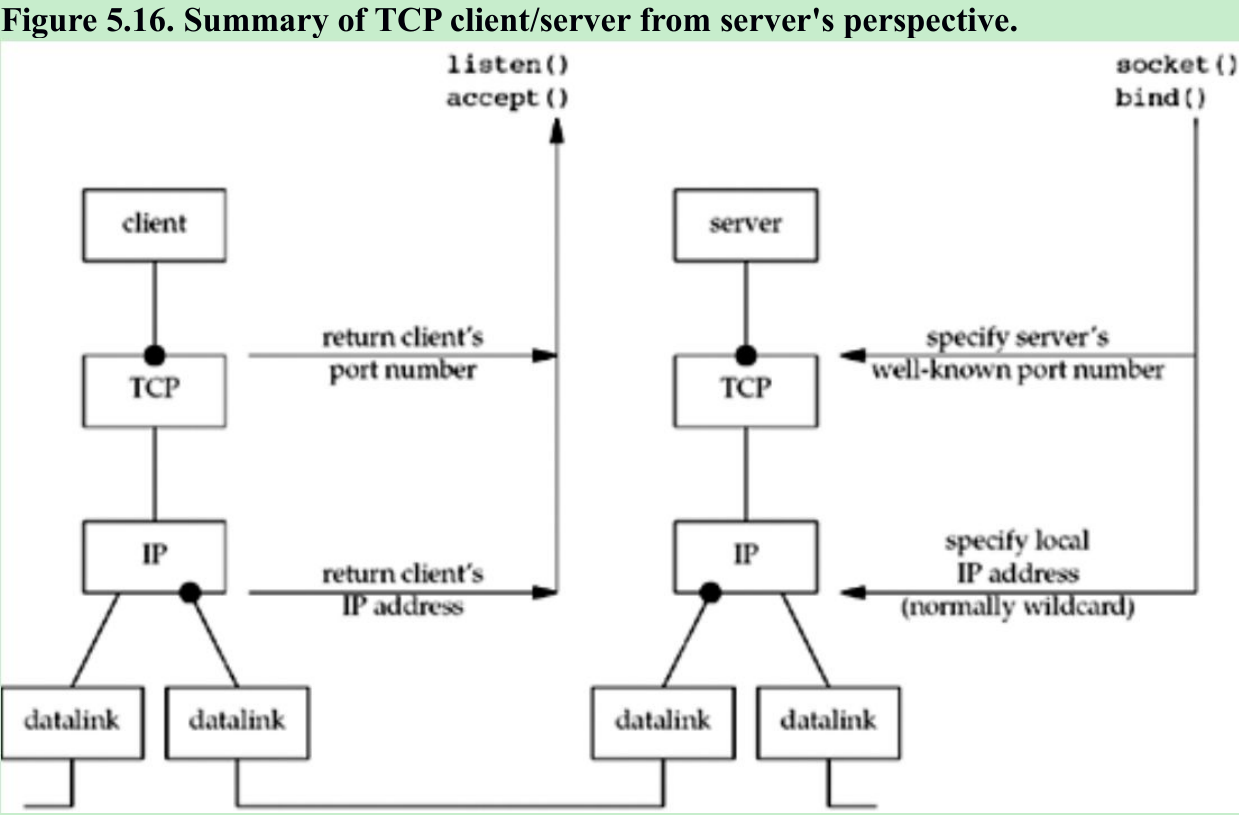 Figure 5.16. Summary of TCP client/server from server's perspective.
listen()
accept()
socket()
bind()
client
server
return client's
port number
specify server's
well-known port number
TCP
TCP
IP
return client's
IP address
IP
specify local
IP address
(normally wildcard)
datalink
datalink
datalink
datalink